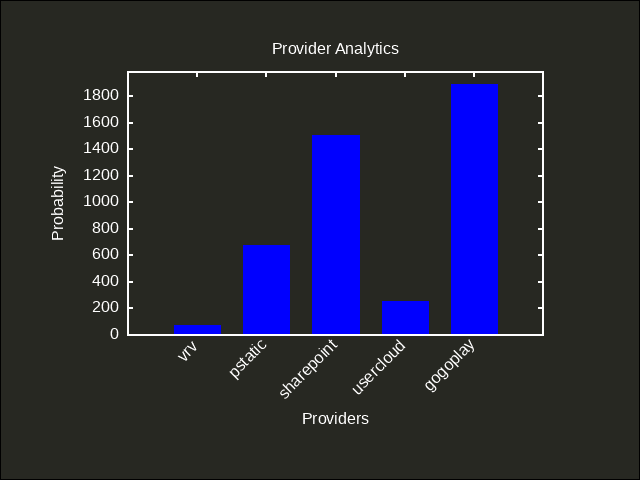 Provider Analytics
1800
1600
1400
1200
1000
800
600
400
200
0
Probability
vrv
pstatic
sharepoint
usercloud
gogoplay
Providers